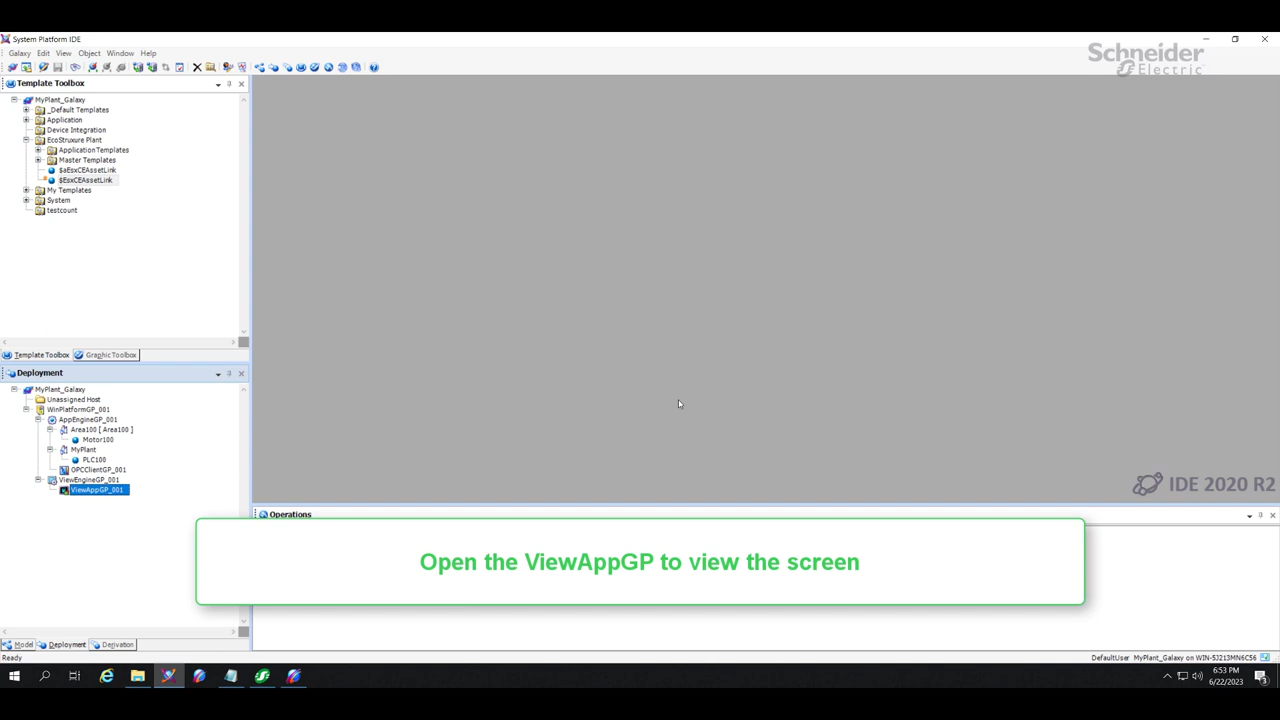 System Platform IDE
Galaxy Edit View Object Window Help
Schneider
Electric
Template Toolbox
MyPlant_Galaxy
_Default Templates
Application
Device Integration
EcoStruxure Plant
ApplicationTemplates
Master Templates
$aEsxCEAssetLink
$EsxCEAssetLink
My Templates
System
testcount
Template Toolbox Graphic Toolbox
Deployment
MyPlant_Galaxy
Unassigned Host
WinPlatformGP_001
AppEngineGP_001
Area100 [ Area100 ]
Motor100
MyPlant
PLC100
OPCClientGP_001
ViewEngineGP_001
ViewAppGP_001
IDE 2020 R2
Operations
Open the ViewAppGP to view the screen
Model Deployment Derivation
Ready
DefaultUser MyPlant_Galaxy on WIN-5J213MN6C56
6:53 PM
6/22/2023
3